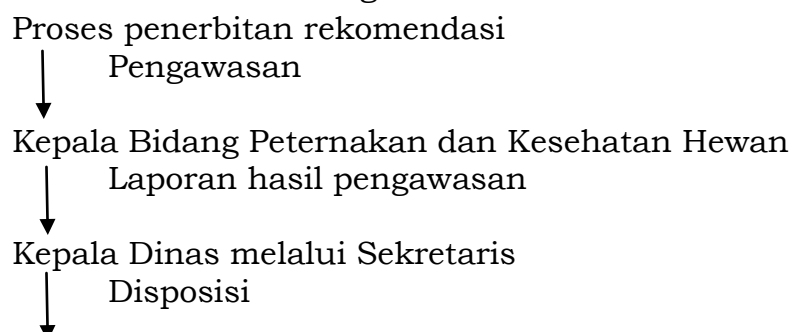 Proses penerbitan rekomendasi
Pengawasan
Kepala Bidang Peternakan dan Kesehatan Hewan
Laporan hasil pengawasan
Kepala Dinas melalui Sekretaris
Disposisi